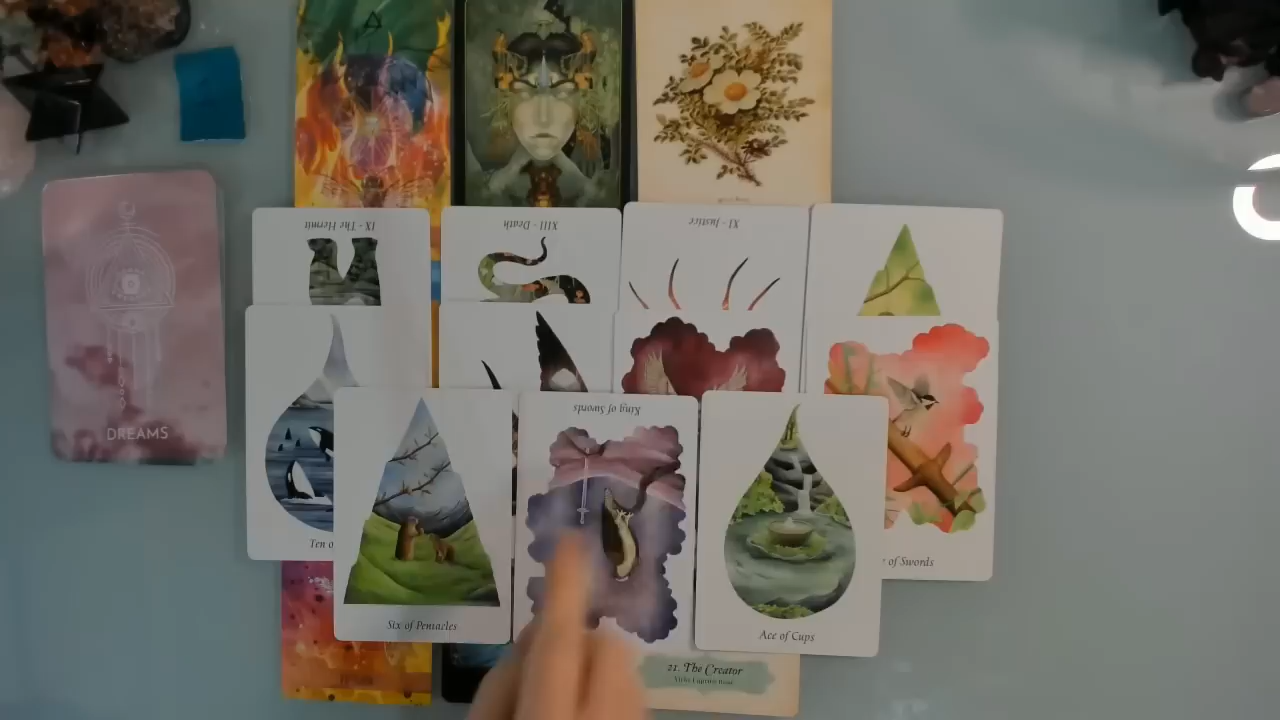 IX - The Hermit
XIII - Death
XI - Justice
DREAMS
King of Swords
Ten o
of Swords
Six of Pentacles
Ace of Cups
21. The Creator